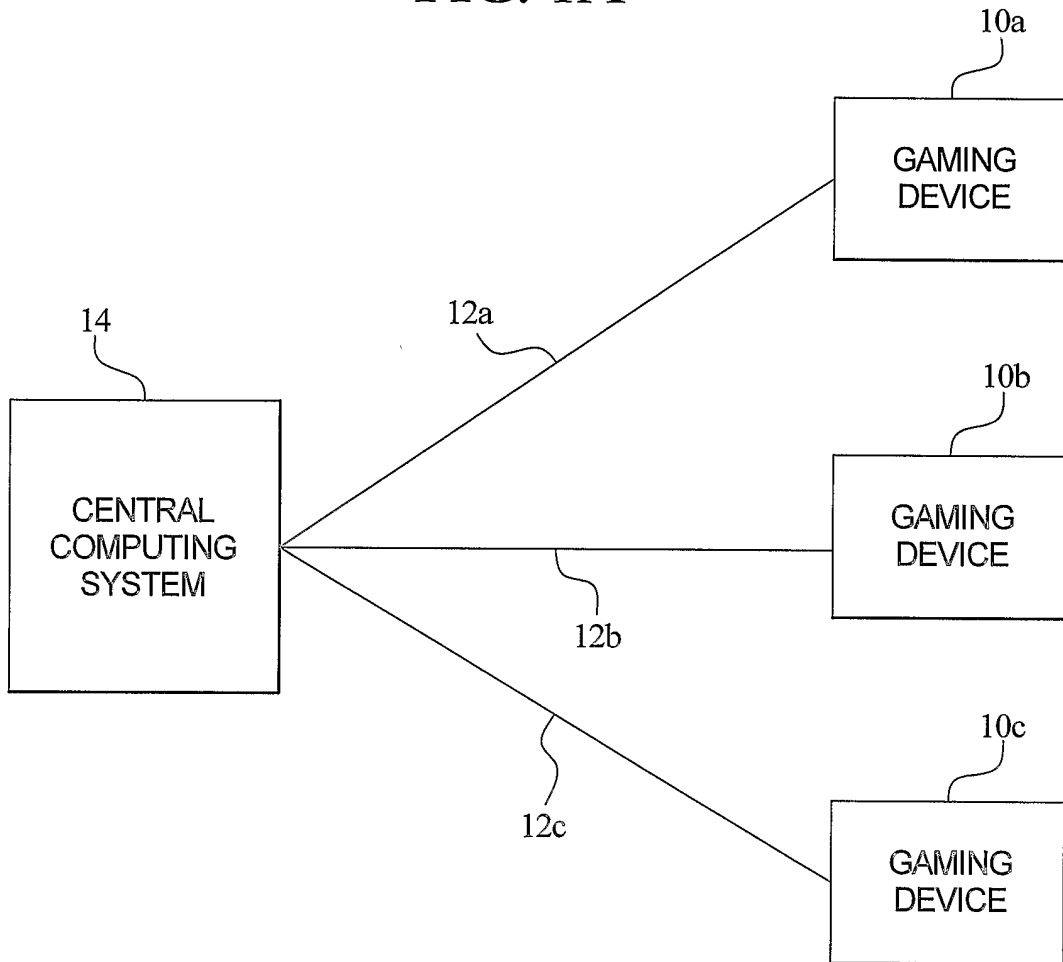 10a
GAMING
DEVICE
14
12a
10b
CENTRAL
COMPUTING
SYSTEM
GAMING
DEVICE
12b
10c
12c
GAMING
DEVICE